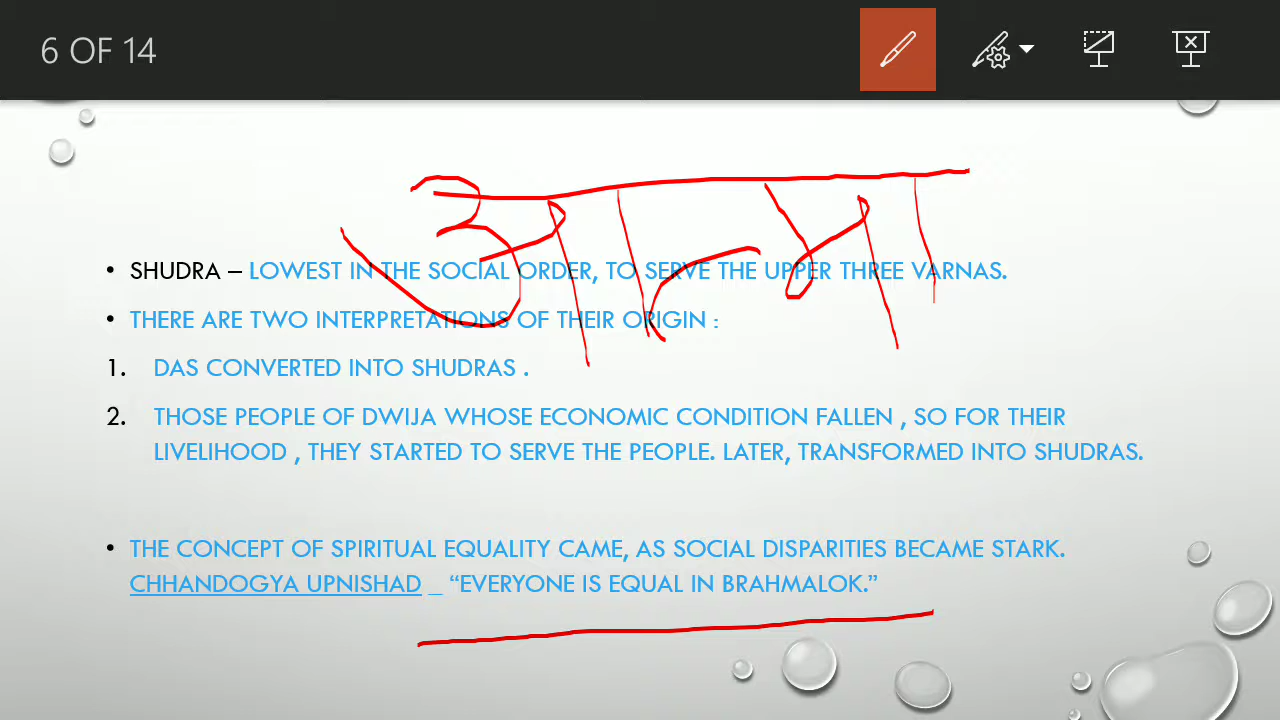 6 OF 14
• SHUDRA – LOWEST IN THE SOCIAL ORDER, TO SERVE THE UPPER THREE VARNAS.
• THERE ARE TWO INTERPRETATIONS OF THEIR ORIGIN :
1. DAS CONVERTED INTO SHUDRAS .
2. THOSE PEOPLE OF DWIJA WHOSE ECONOMIC CONDITION FALLEN , SO FOR THEIR
LIVELIHOOD , THEY STARTED TO SERVE THE PEOPLE. LATER, TRANSFORMED INTO SHUDRAS.
• THE CONCEPT OF SPIRITUAL EQUALITY CAME, AS SOCIAL DISPARITIES BECAME STARK.
CHHANDOGYA UPNISHAD _ “EVERYONE IS EQUAL IN BRAHMALOK.”